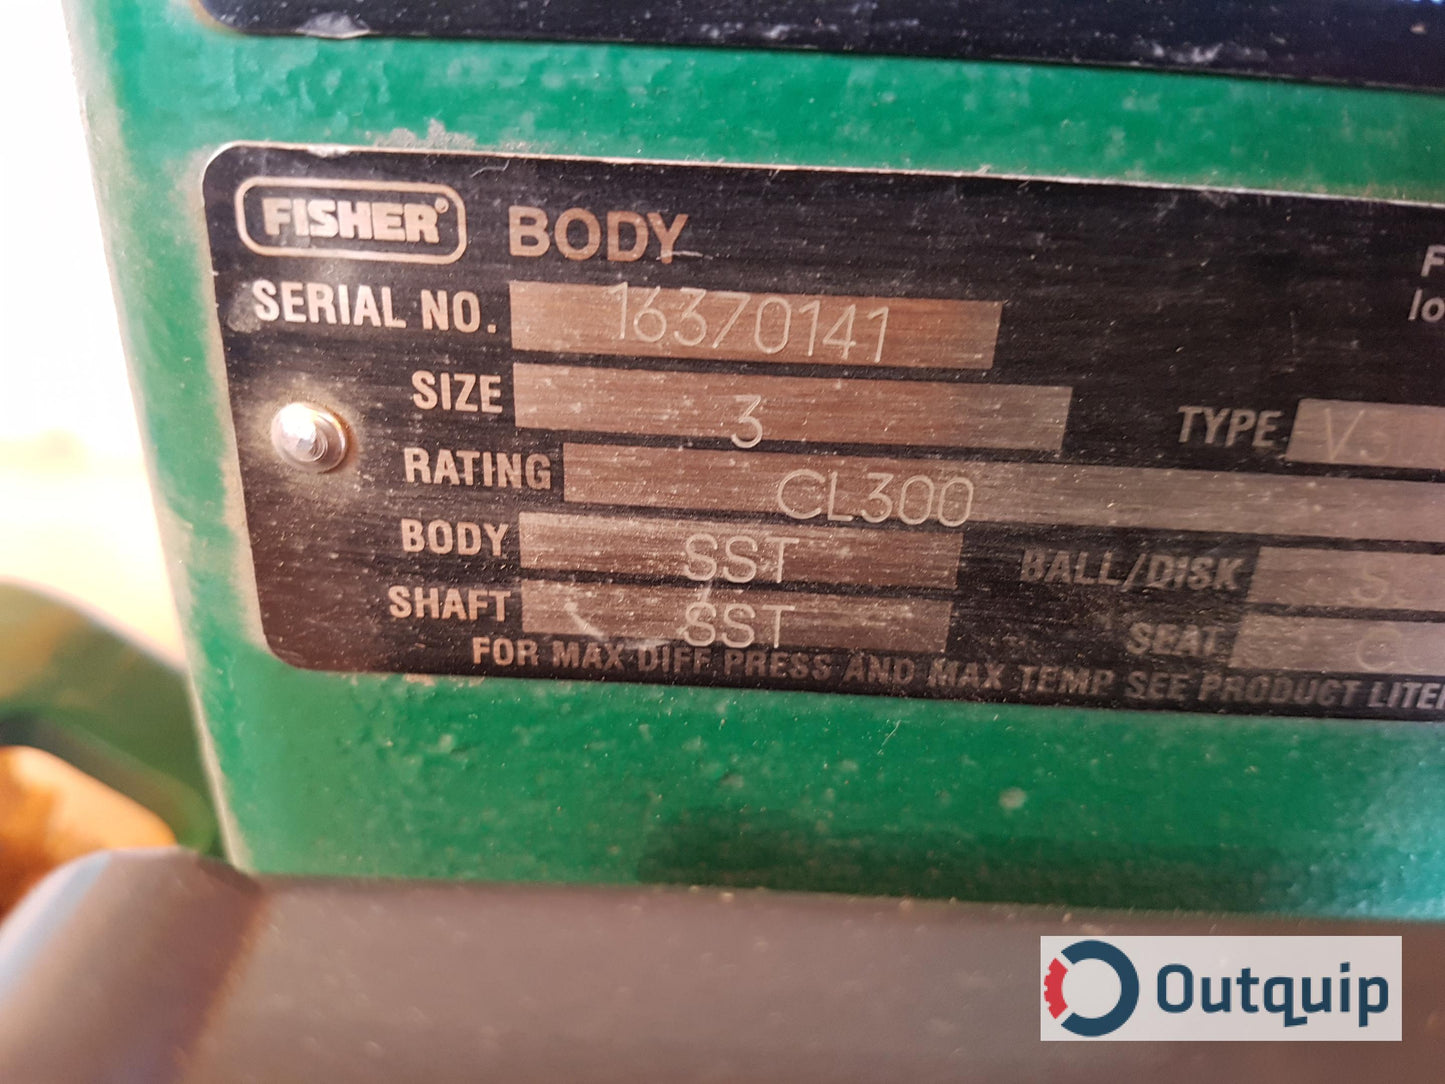 FISHER® BODY
SERIAL NO. 16370141
SIZE 3 TYPE
RATING CL300
BODY SST BALL/DISK
SHAFT SST SEAT
FOR MAX DIFF PRESS AND MAX TEMP SEE PRODUCT
Outquip